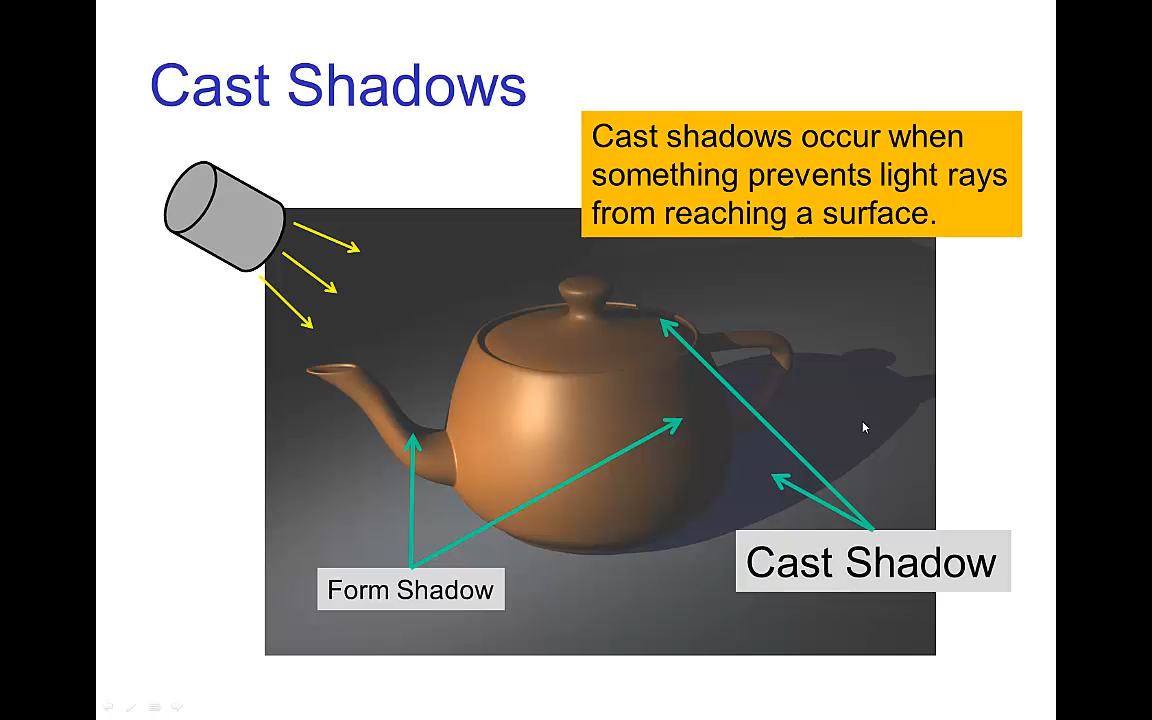 Cast Shadows
Cast shadows occur when
something prevents light rays
from reaching a surface.
Cast Shadow
Form Shadow